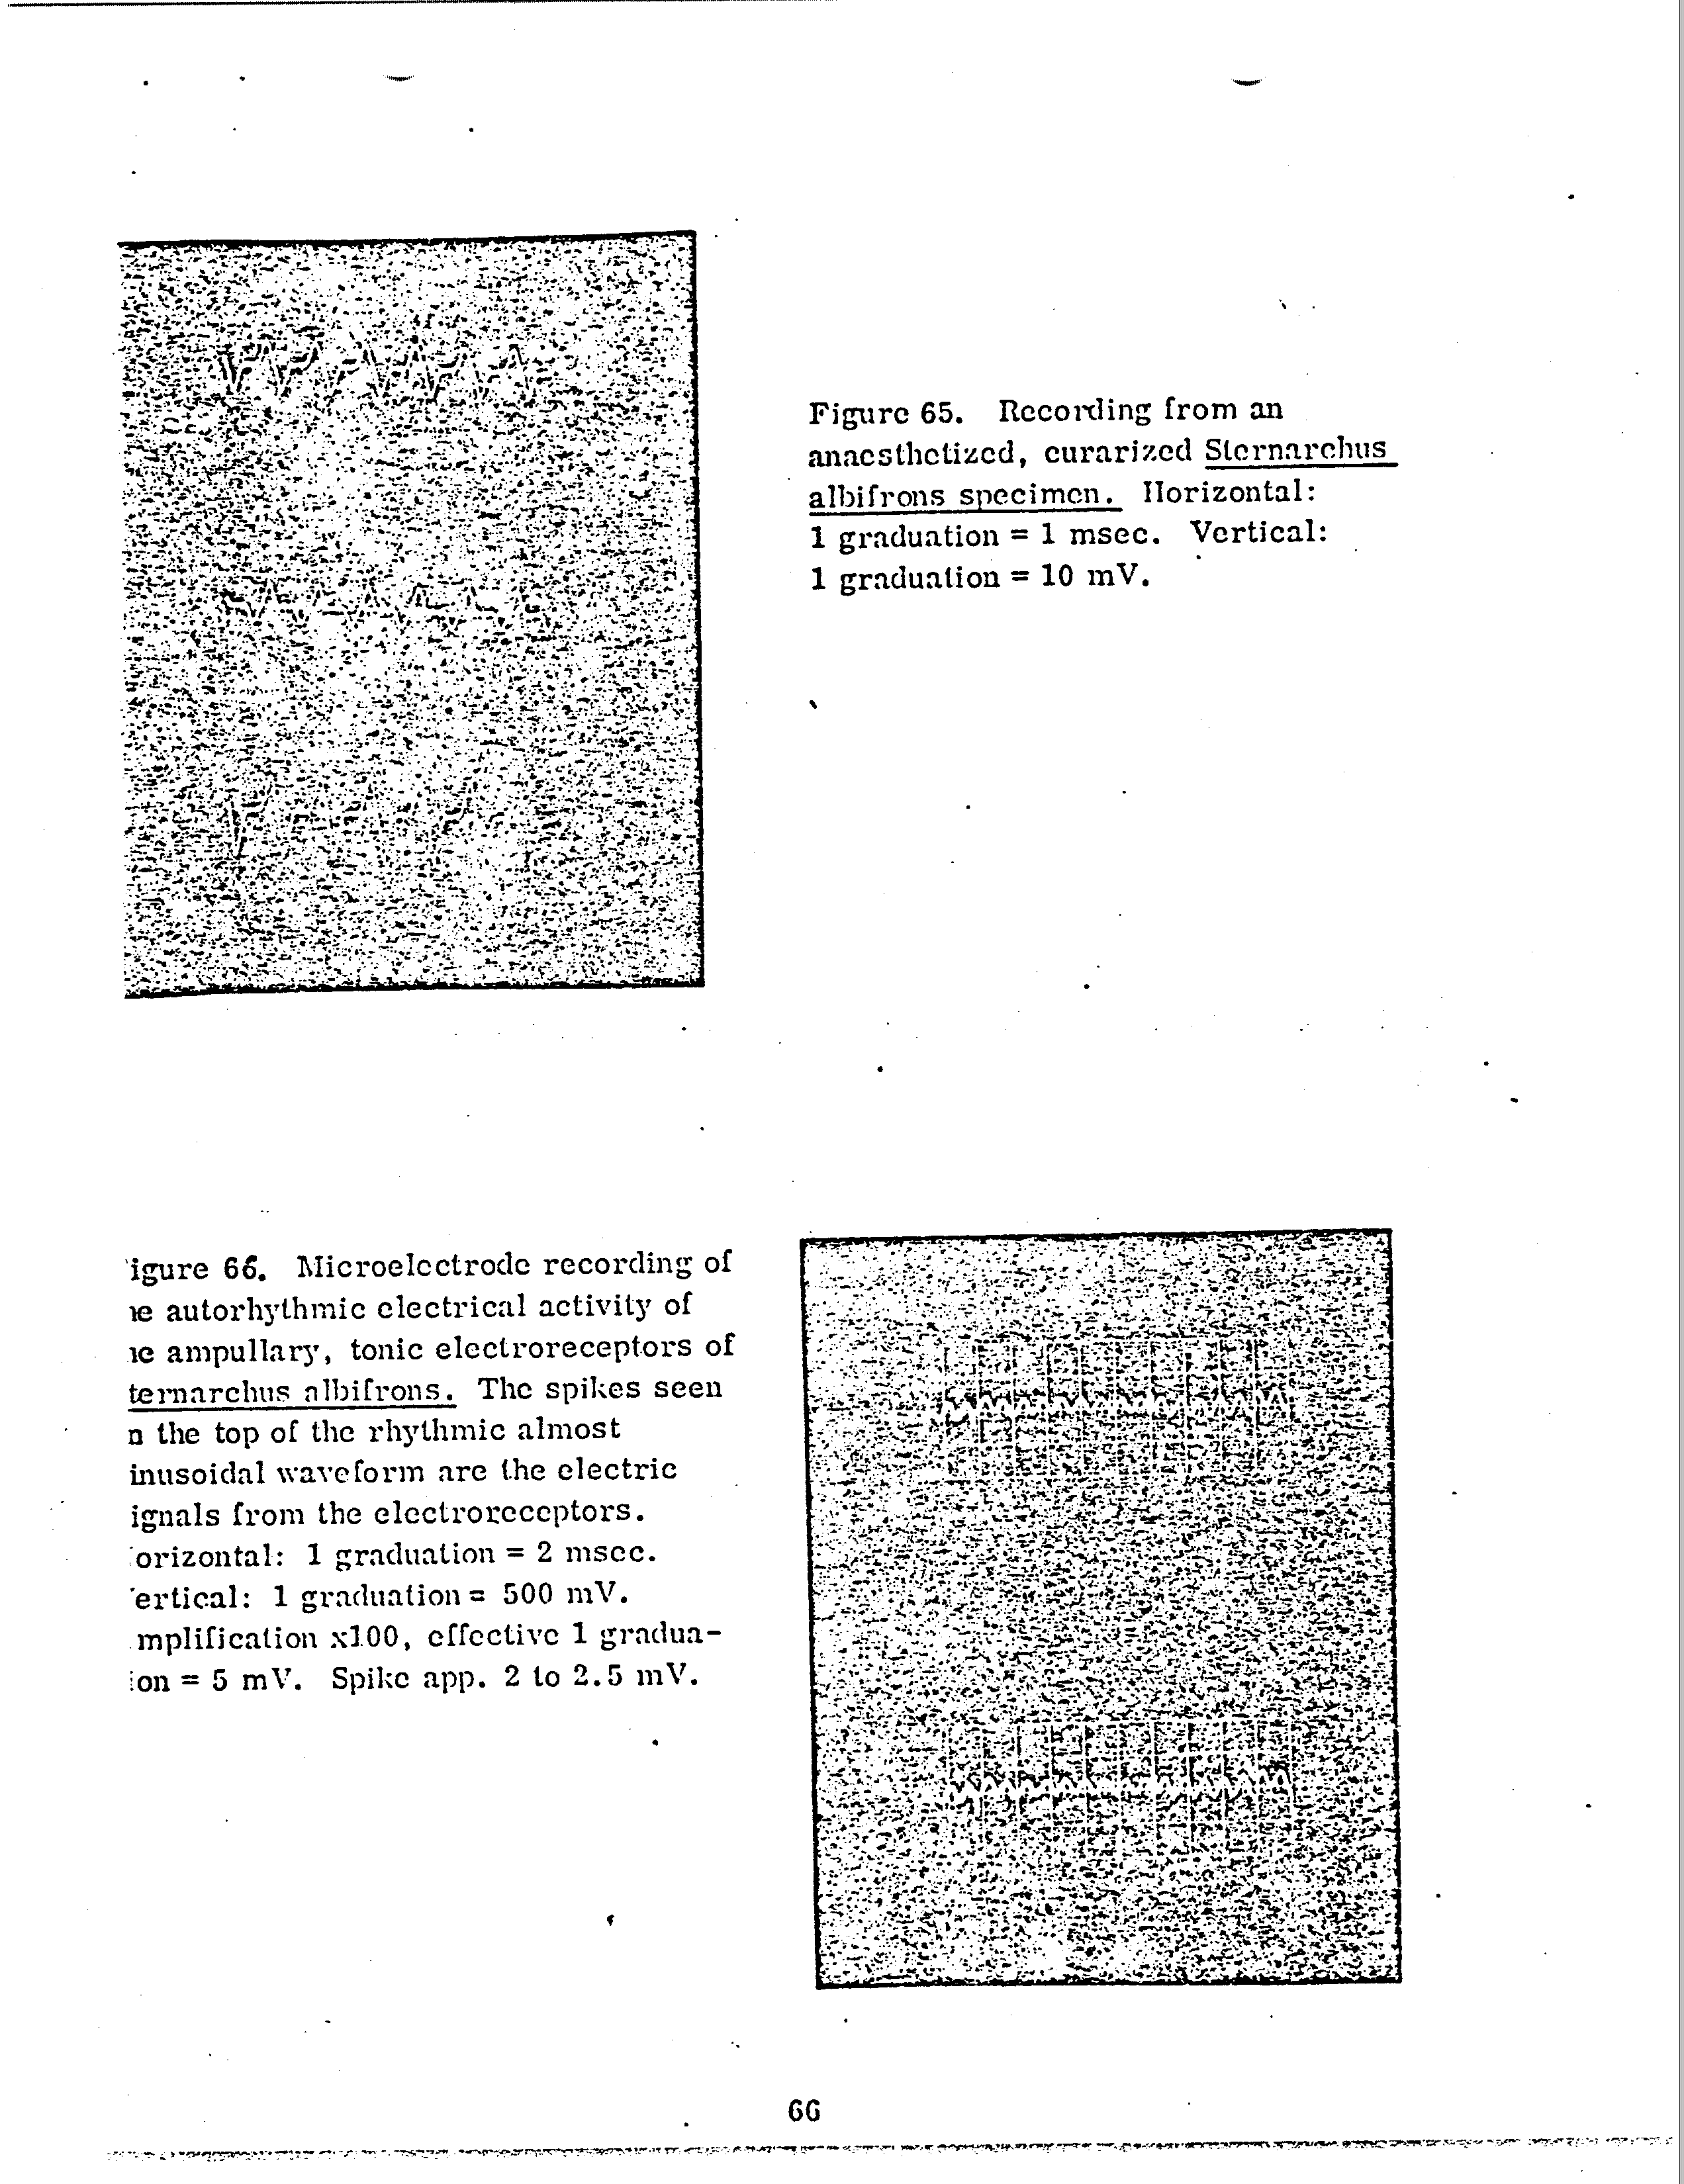 Figure 65. Recording from an
anaesthetized, curarized Sternarchus
albifrons specimen. Horizontal:
1 graduation = 1 msec. Vertical:
1 graduation = 10 mV.
igure 66. Microelectrode recording of
e autorhythmic electrical activity of
e ampullary, tonic electroreceptors of
ternarchus albifrons. The spikes seen
n the top of the rhythmic almost
inusoidal waveform are the electric
ignals from the electroreceptors.
orizontal: 1 graduation = 2 msec.
ertical: 1 graduation = 500 mV.
mplification x100, effective 1 gradua-
ion = 5 mV. Spike app. 2 to 2.5 mV.
66